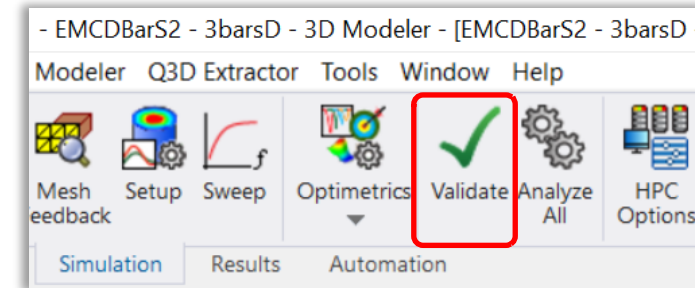 - EMCDBarS2 - 3barsD - 3D Modeler - [EMCDBarS2 - 3barsD -
Modeler Q3D Extractor Tools Window Help
Mesh Setup Sweep Optimetrics Validate Analyze HPC
eedback All Options
Simulation Results Automation